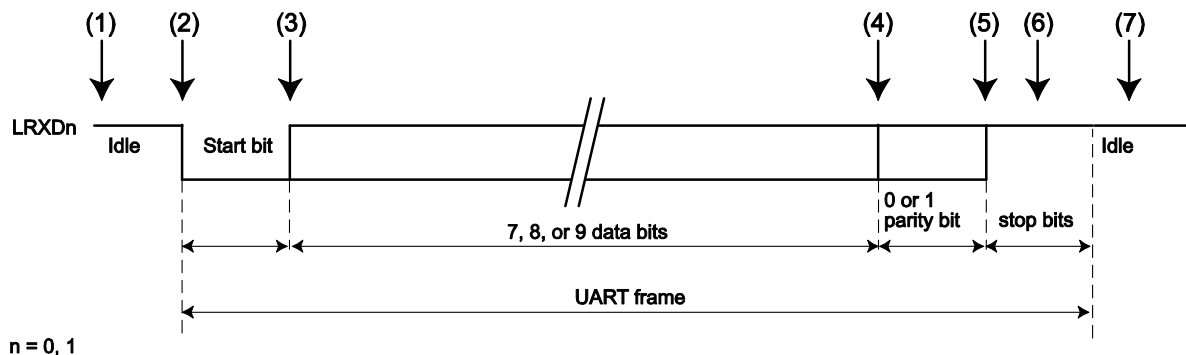 (1) (2) (3) (4) (5) (6) (7)
LRXDn
Idle Start bit Idle
0 or 1
parity bit
7, 8, or 9 data bits stop bits
UART frame
n = 0, 1